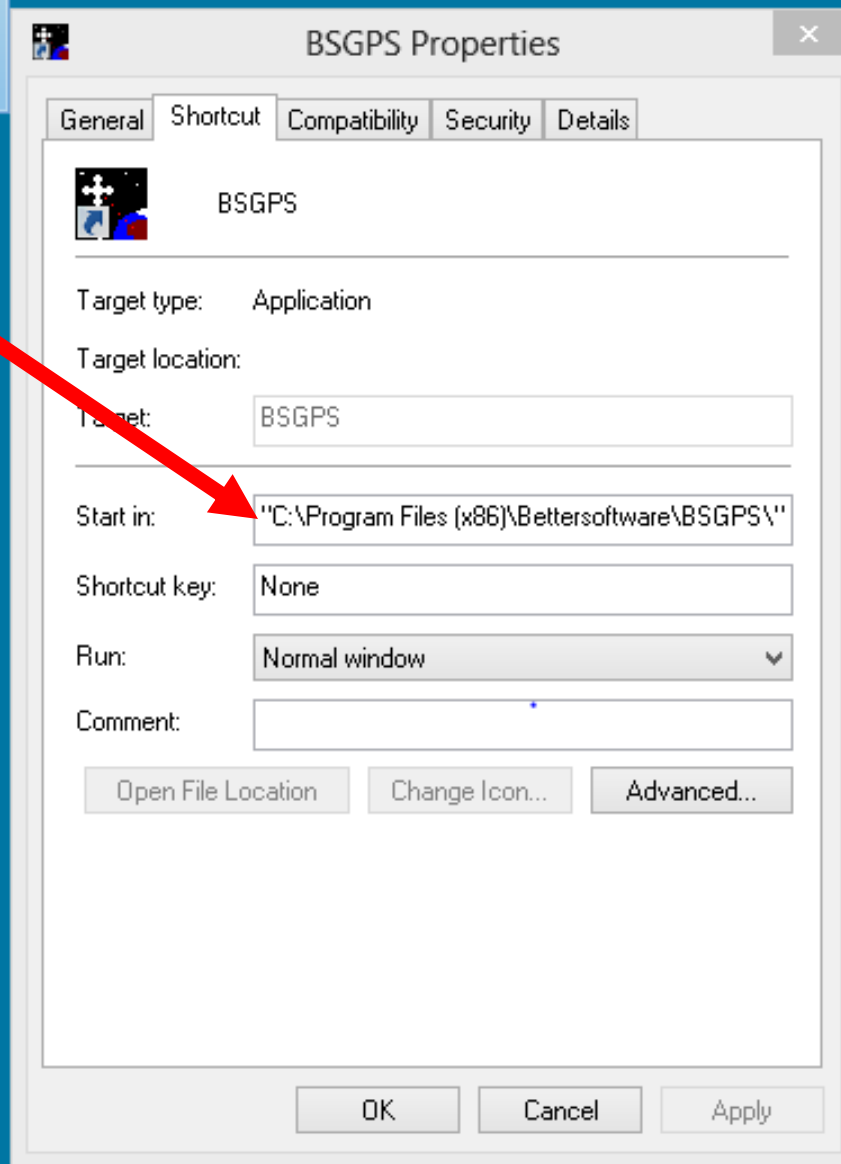 BSGPS Properties
General Shortcut Compatibility Security Details
BSGPS
Target type: Application
Target location:
Target: BSGPS
Start in: "C:\Program Files (x86)\Bettersoftware\BSGPS\"
Shortcut key: None
Run: Normal window
Comment:
Open File Location Change Icon... Advanced...
OK Cancel Apply